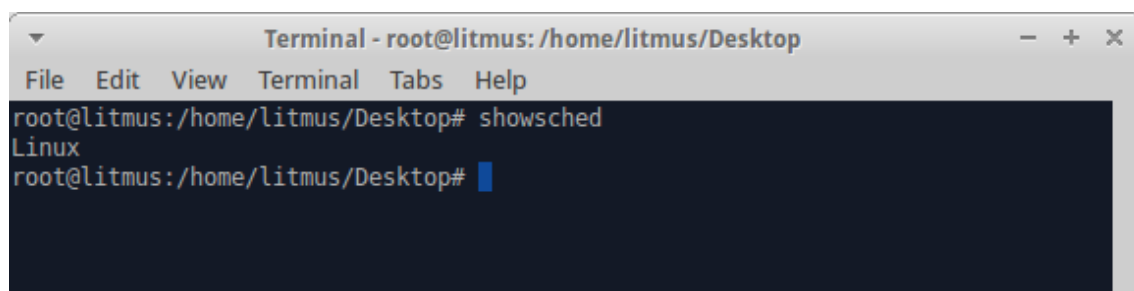 Terminal - root@litmus: /home/litmus/Desktop
File Edit View Terminal Tabs Help
root@litmus:/home/litmus/Desktop# showsched
Linux
root@litmus:/home/litmus/Desktop#